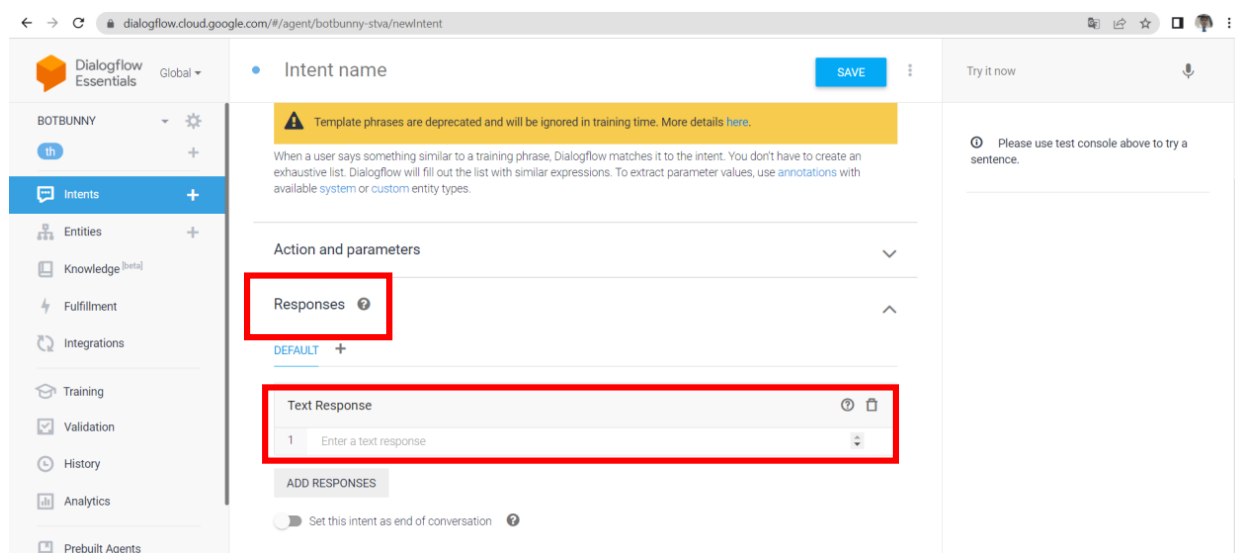 dialogflow.cloud.google.com/#/agent/botbunny-stva/newIntent
Dialogflow
Essentials
Global
BOTBUNNY
th
Intents
Entities
Knowledge [beta]
Fulfillment
Integrations
Training
Validation
History
Analytics
Prebuilt Agents
Intent name
SAVE
Template phrases are deprecated and will be ignored in training time. More details here.
When a user says something similar to a training phrase, Dialogflow matches it to the intent. You don't have to create an
exhaustive list. Dialogflow will fill out the list with similar expressions. To extract parameter values, use annotations with
available system or custom entity types.
Action and parameters
Responses
DEFAULT +
Text Response
1 Enter a text response
ADD RESPONSES
Set this intent as end of conversation
Try it now
Please use test console above to try a
sentence.